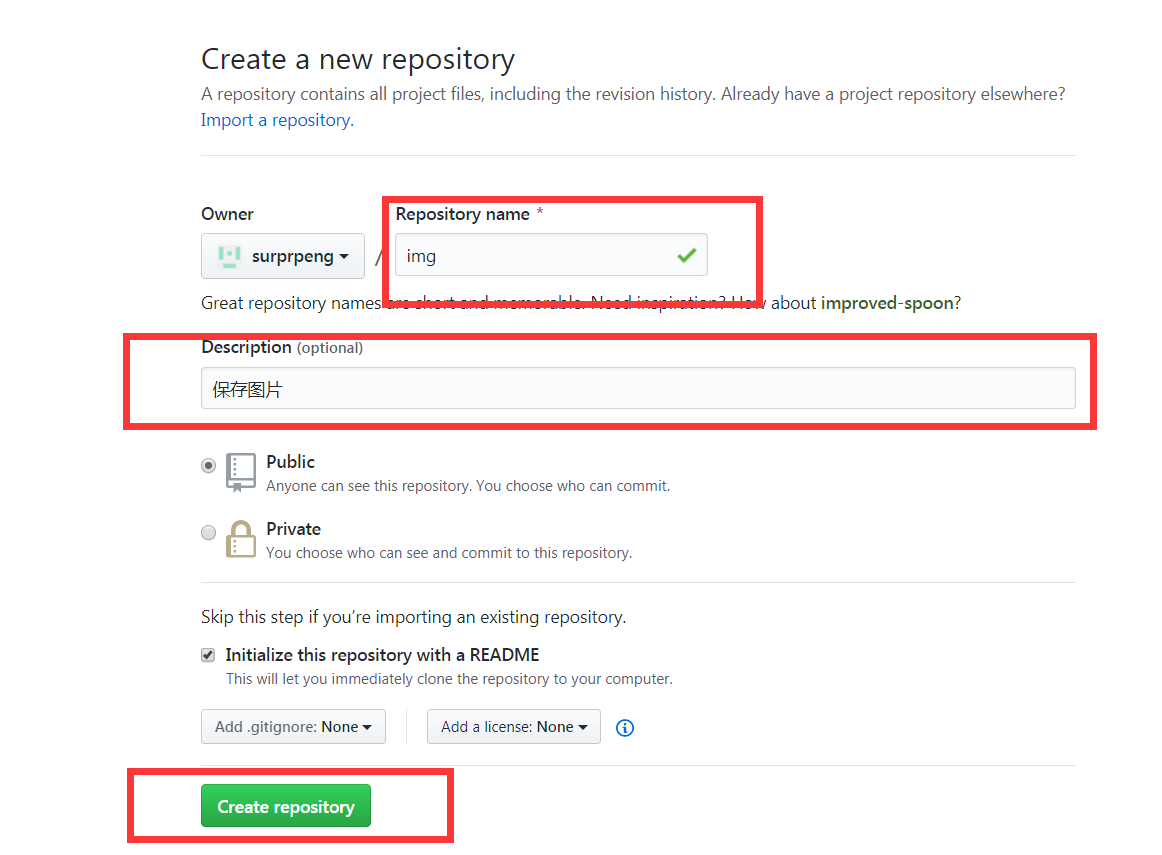 Create a new repository
A repository contains all project files, including the revision history. Already have a project repository elsewhere?
Import a repository.
Owner
Repository name *
surprpeng
/
img
Great repository names are short and memorable. Need inspiration? How about improved-spoon?
Description (optional)
保存图片
Public
Anyone can see this repository. You choose who can commit.
Private
You choose who can see and commit to this repository.
Skip this step if you’re importing an existing repository.
Initialize this repository with a README
This will let you immediately clone the repository to your computer.
Add .gitignore: None
Add a license: None
Create repository